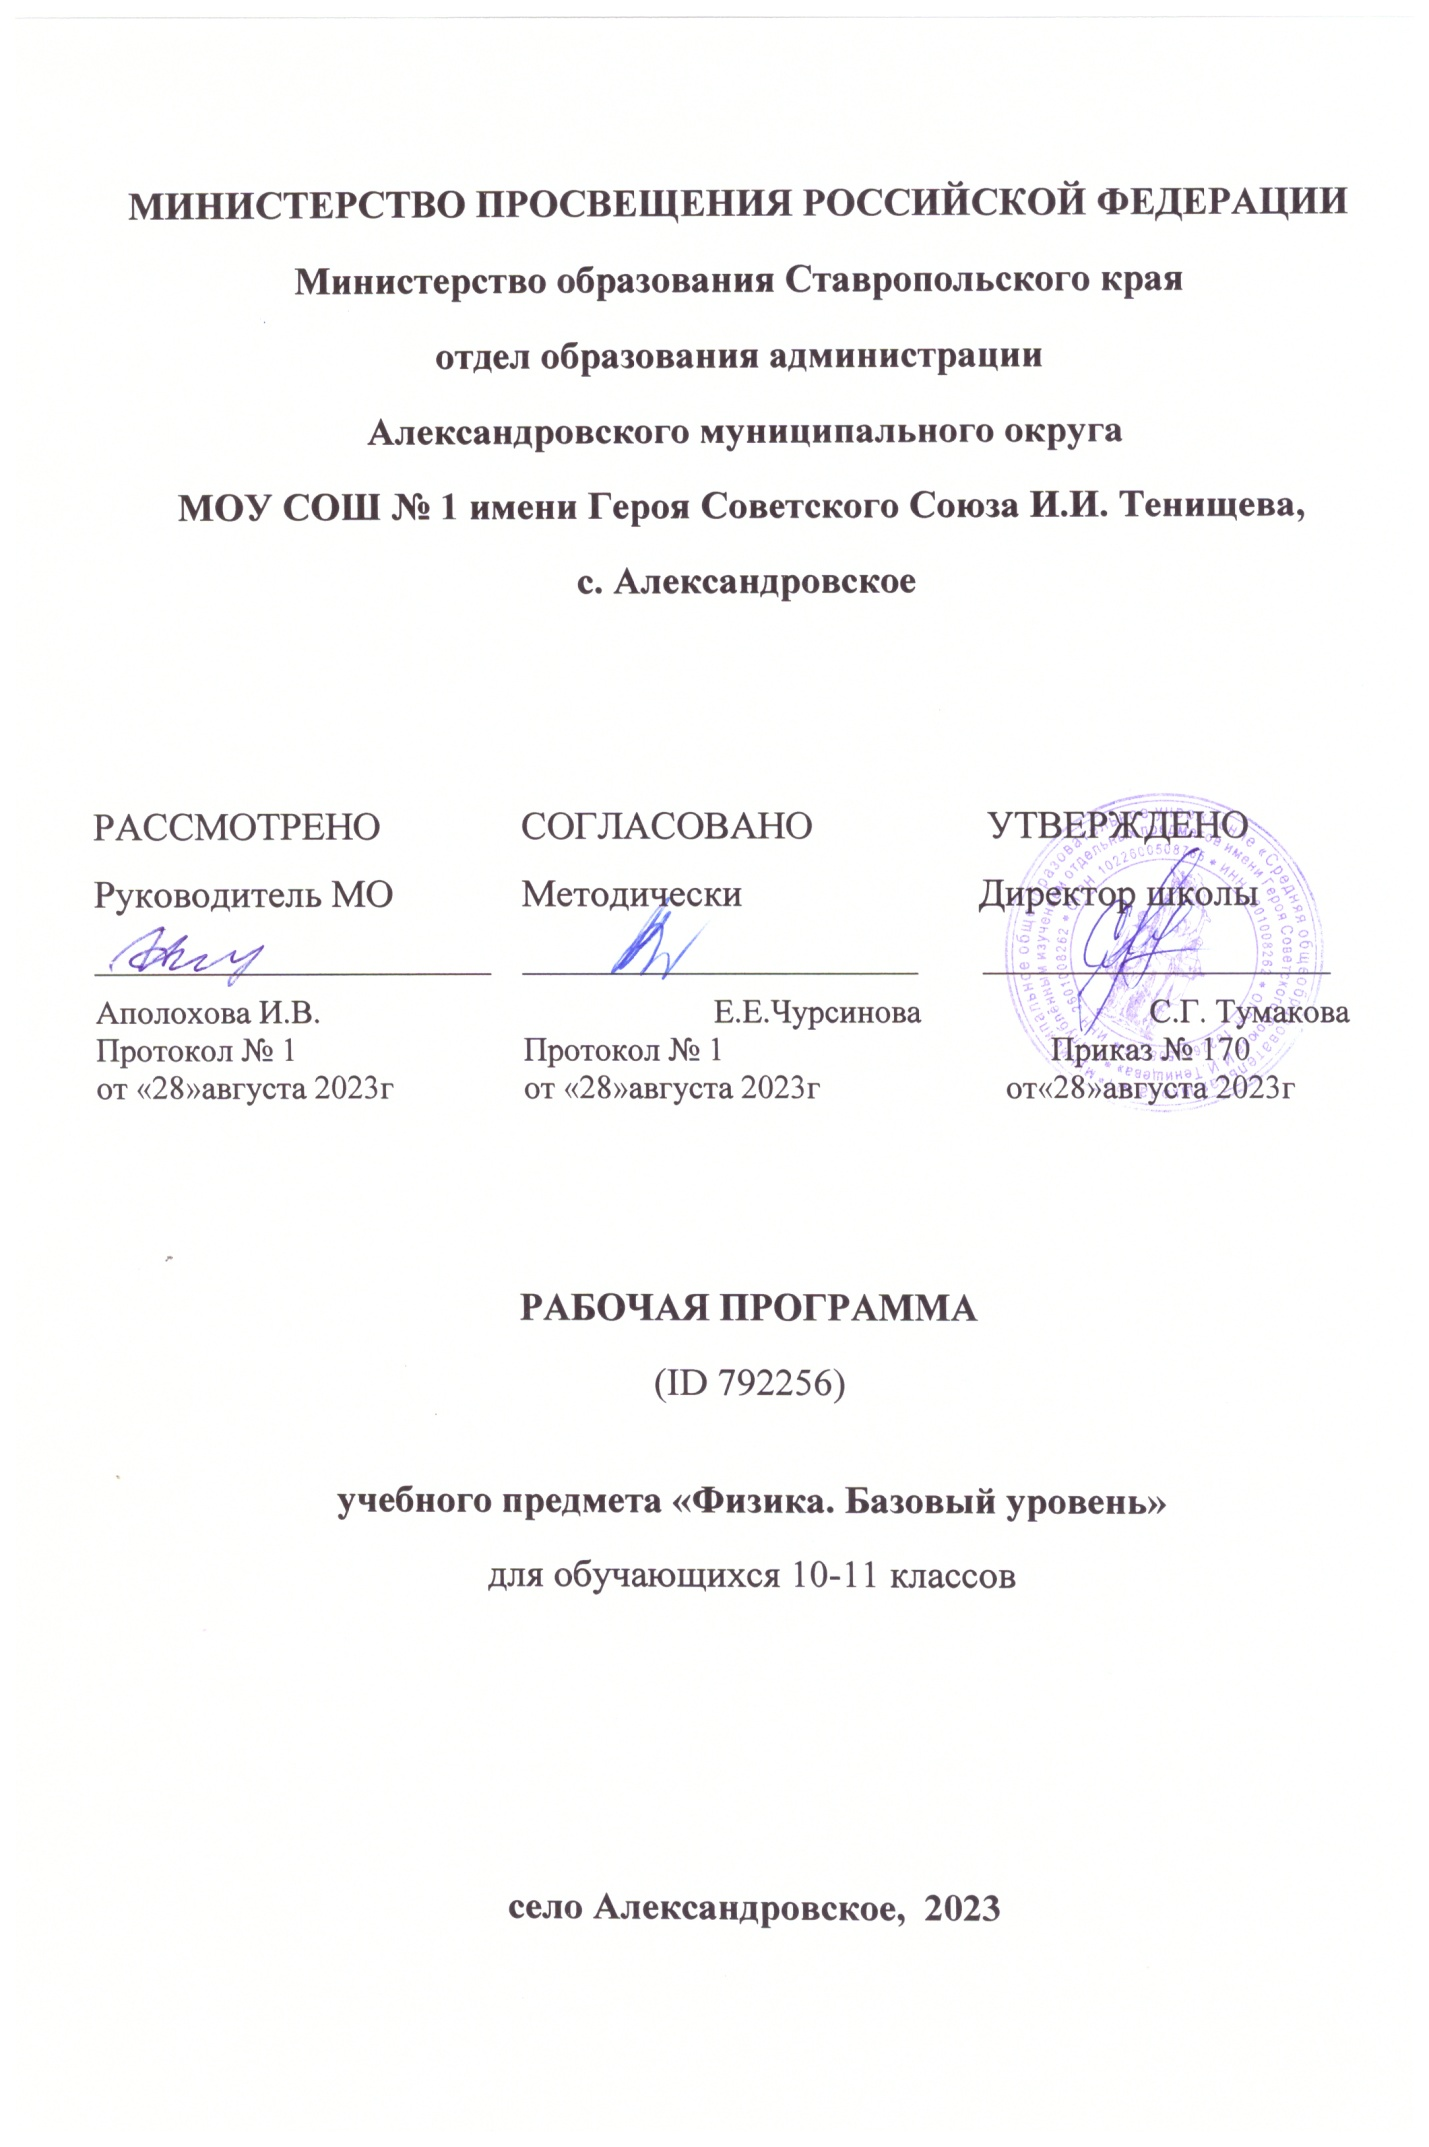 МИНИСТЕРСТВО ПРОСВЕЩЕНИЯ РОССИЙСКОЙ ФЕДЕРАЦИИ
Министерство образования Ставропольского края
отдел образования администрации
Александровского муниципального округа
МОУ СОШ № 1 имени Героя Советского Союза И.И. Тенищева,
с. Александровское
РАССМОТРЕНО
Руководитель МО
Аполохова И.В.
Протокол № 1
от «28»августа 2023г
СОГЛАСОВАНО
Методически
Е.Е.Чурсинова
Протокол № 1
от «28»августа 2023г
УТВЕРЖДЕНО
Директор школы
С.Г. Тумакова
Приказ № 170
от«28»августа 2023г
РАБОЧАЯ ПРОГРАММА
(ID 792256)
учебного предмета «Физика. Базовый уровень»
для обучающихся 10-11 классов
село Александровское, 2023